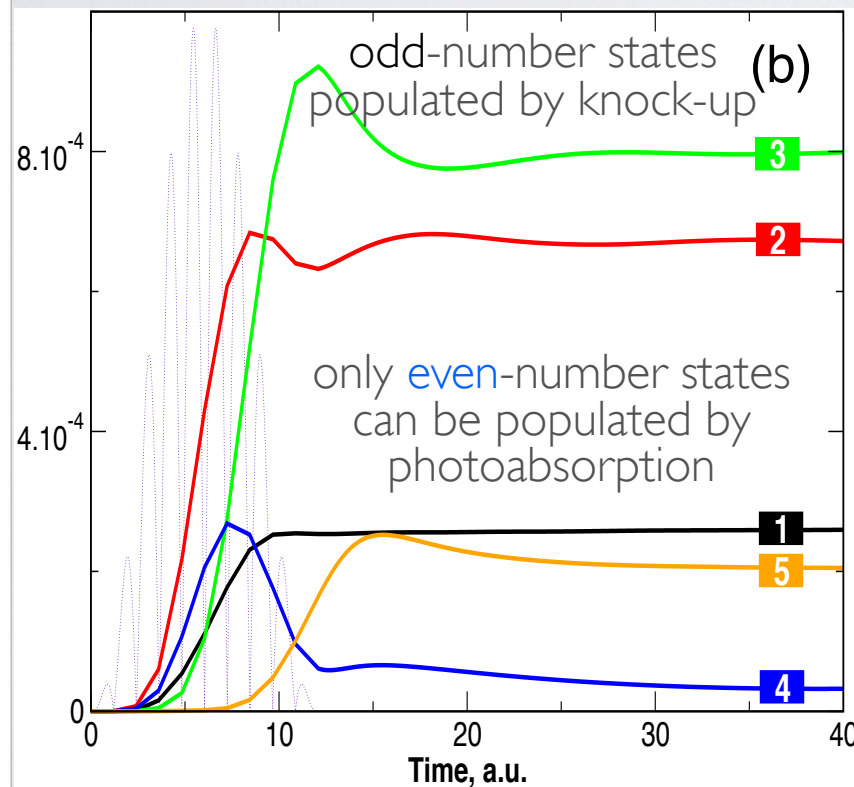 odd-number states
populated by knock-up
(b)
8.10-4
3
2
only even-number states
can be populated by
photoabsorption
4.10-4
1
5
4
0
0 10 20 30 40
Time, a.u.